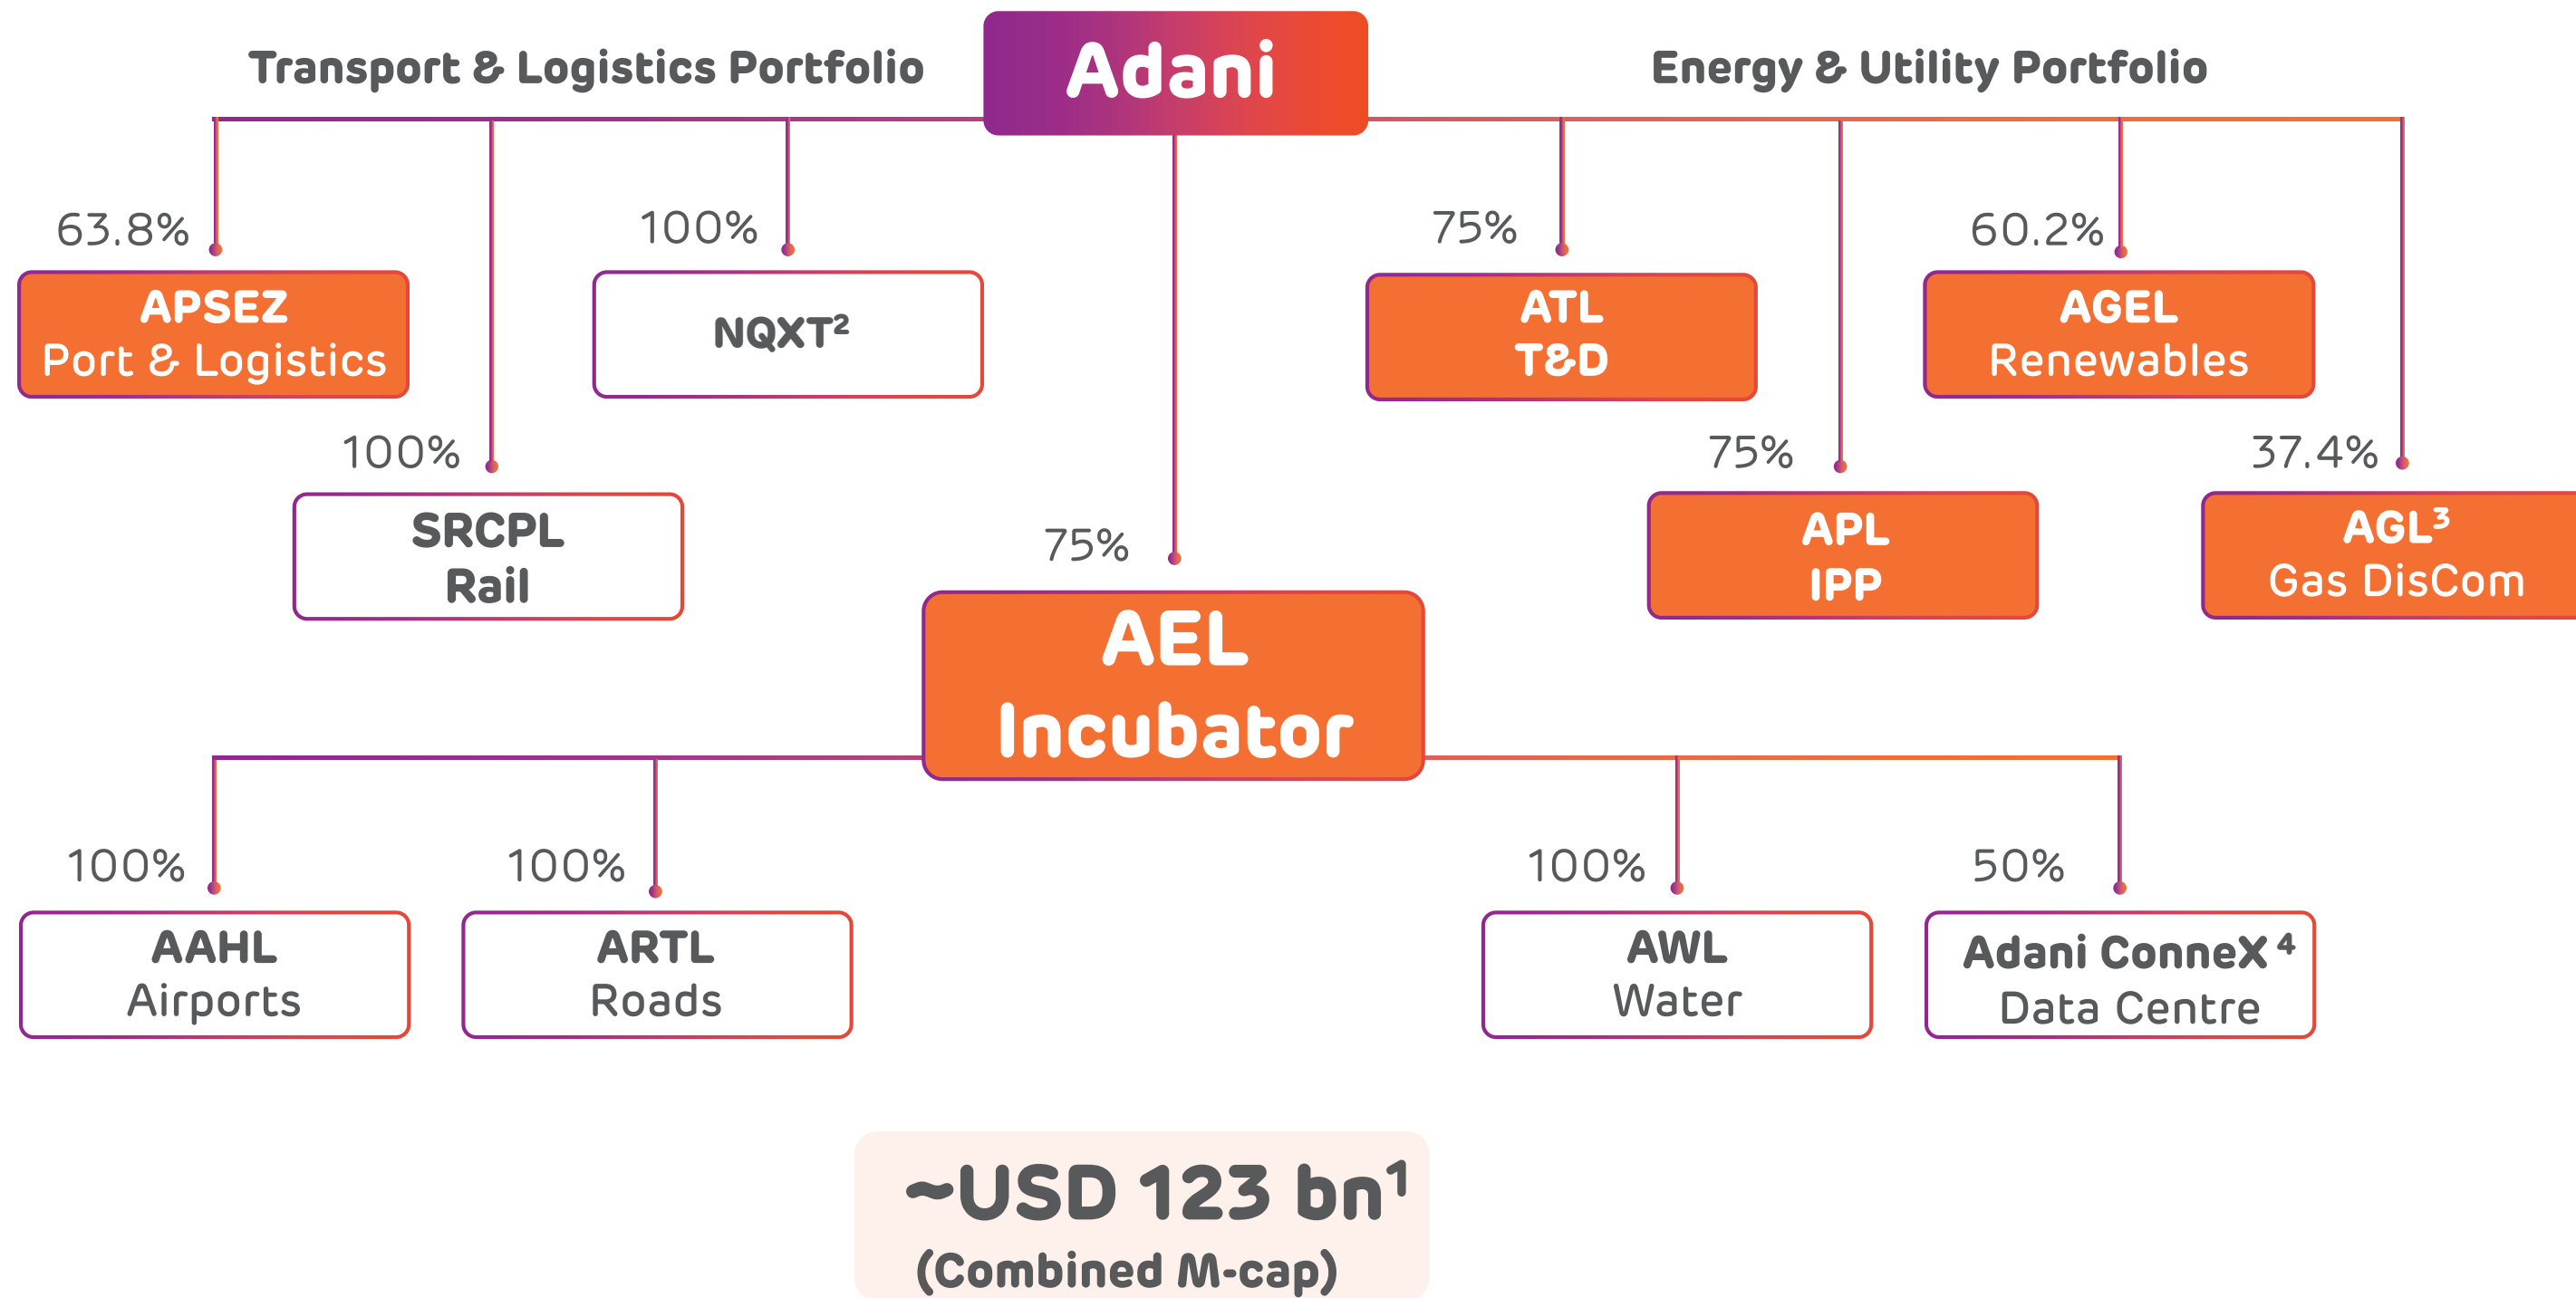 Transport & Logistics Portfolio
Adani
Energy & Utility Portfolio
63.8%
APSEZ
Port & Logistics
100%
SRCPL
Rail
100%
NQXT²
75%
ATL
T&D
75%
APL
IPP
60.2%
AGEL
Renewables
37.4%
AGL³
Gas DisCom
75%
AEL
Incubator
100%
AAHL
Airports
100%
ARTL
Roads
100%
AWL
Water
50%
Adani ConneX ⁴
Data Centre
~USD 123 bn¹
(Combined M-cap)